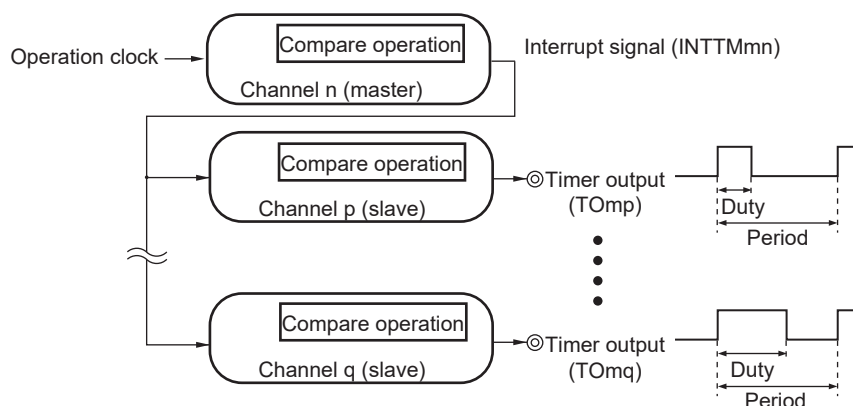 Compare operation
Operation clock
Interrupt signal (INTTMmn)
Channel n (master)
Compare operation
Channel p (slave)
Timer output
(TOmp)
Duty
Period
Compare operation
Channel q (slave)
Timer output
(TOmq)
Duty
Period